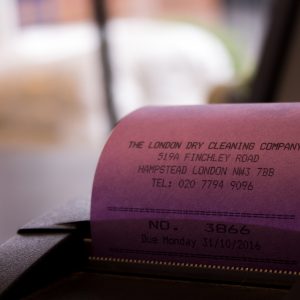 THE LONDON DRY CLEANING COMPANY
519A FINCHLEY ROAD
HAMPSTEAD LONDON NW3 7BB
TEL: 020 7794 9096
NO. 3866
Due Monday 31/10/2016